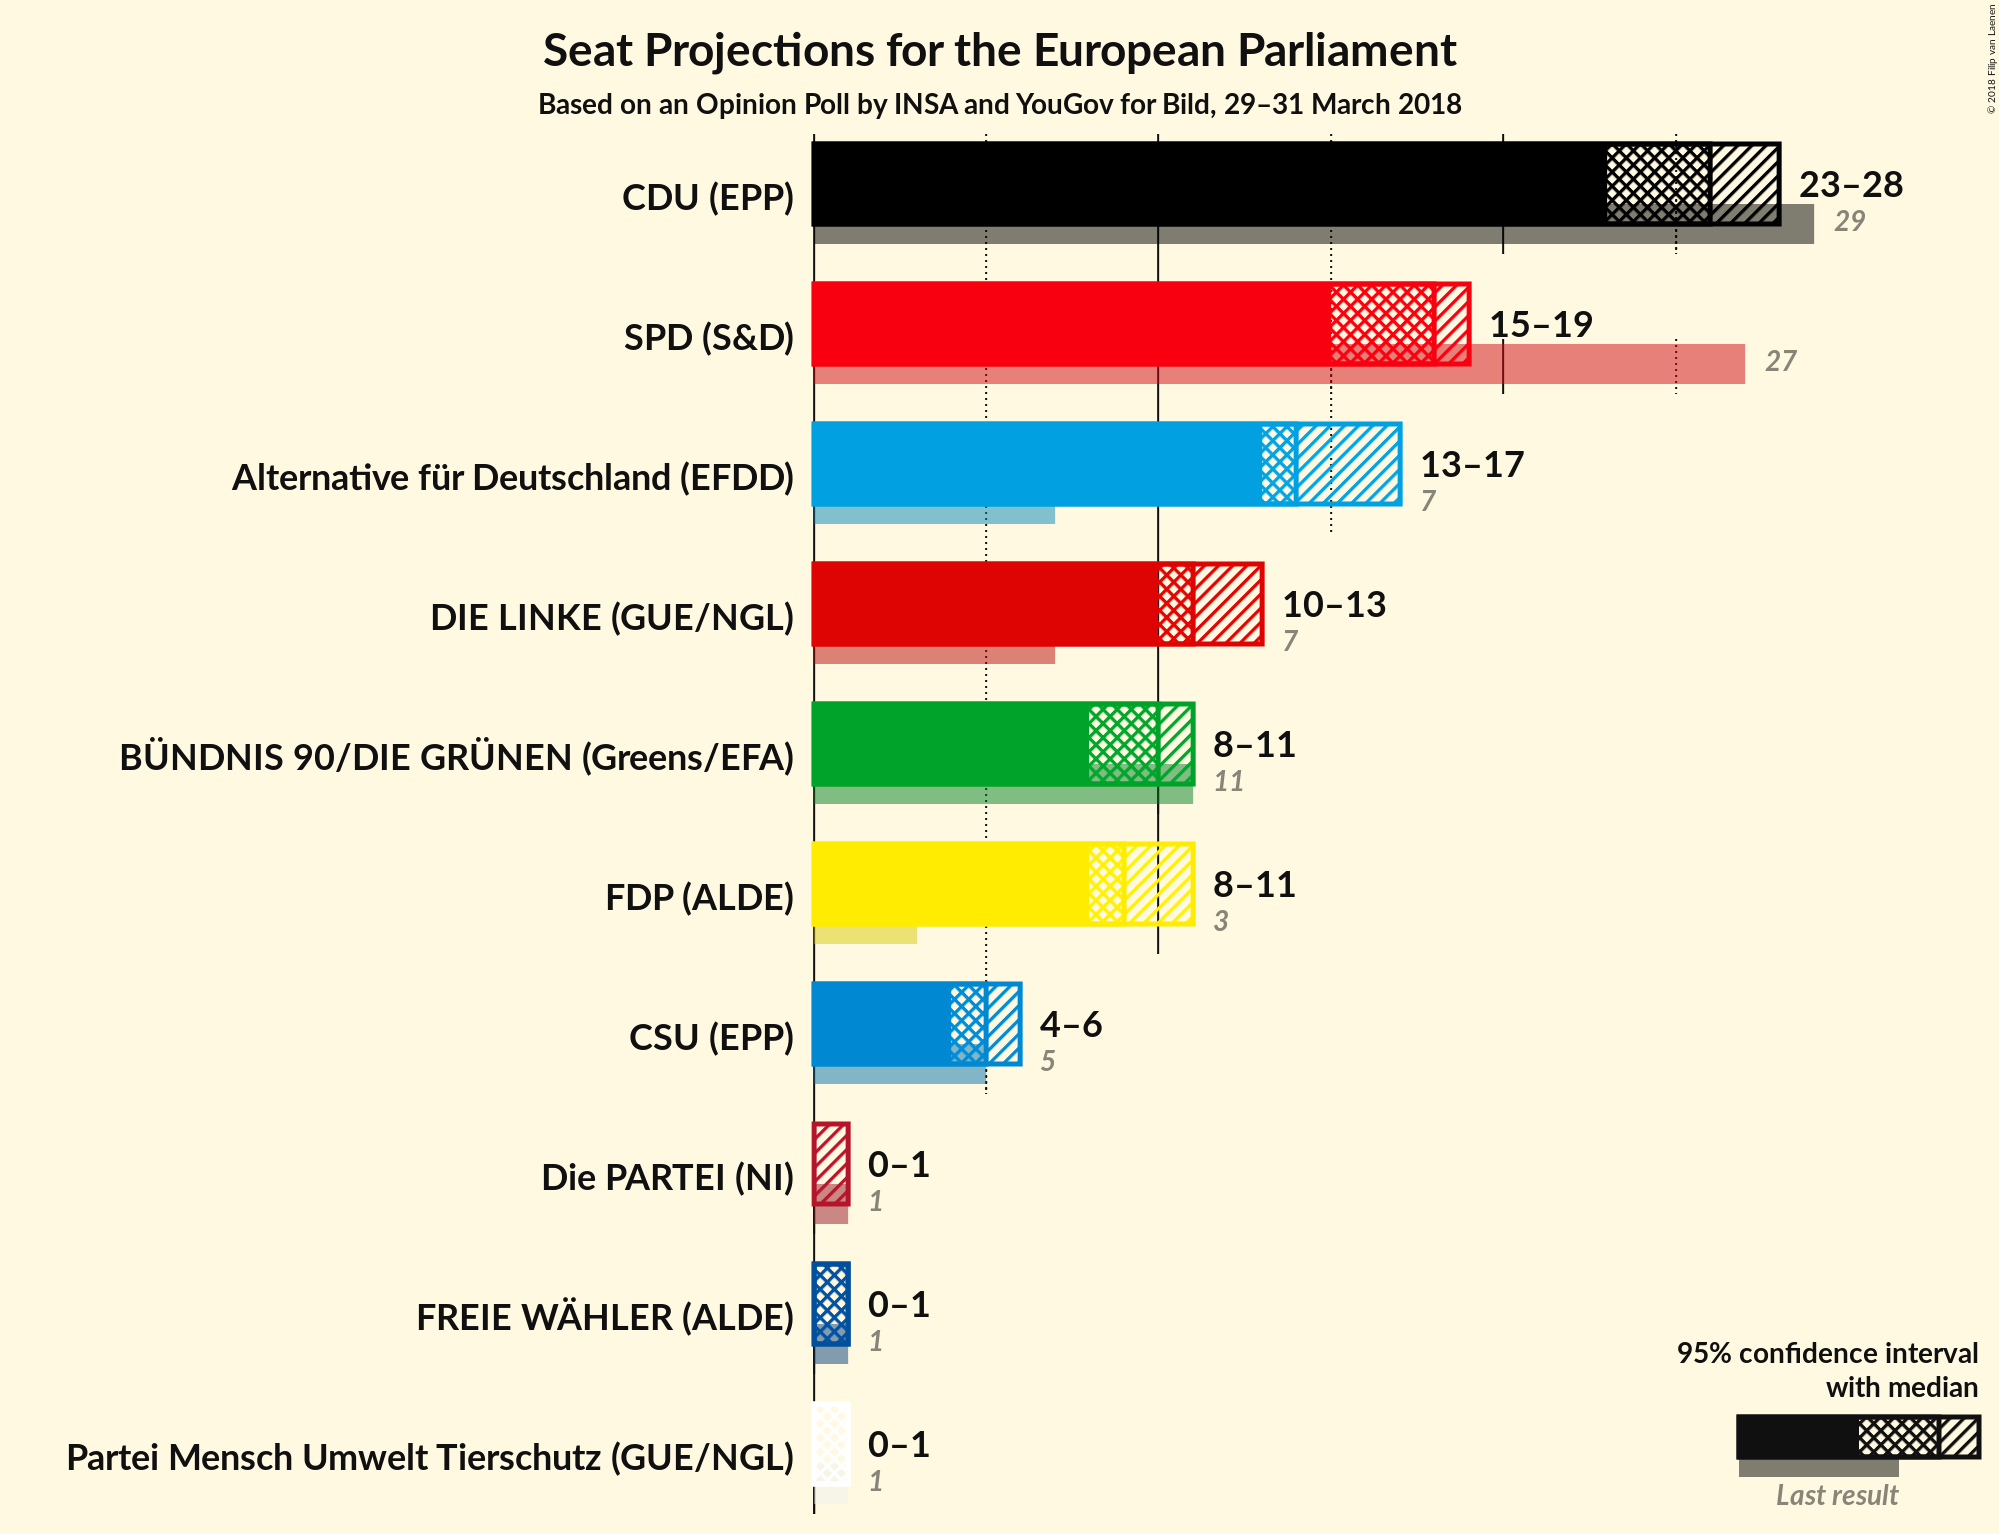 Seat Projections for the European Parliament
Based on an Opinion Poll by INSA and YouGov for Bild, 29–31 March 2018
© 2018 Filip van Laenen
CDU (EPP)
23–28
29
SPD (S&D)
15–19
27
Alternative für Deutschland (EFDD)
13–17
7
DIE LINKE (GUE/NGL)
10–13
7
BÜNDNIS 90/DIE GRÜNEN (Greens/EFA)
8–11
11
FDP (ALDE)
8–11
3
CSU (EPP)
4–6
5
Die PARTEI (NI)
0–1
1
FREIE WÄHLER (ALDE)
0–1
1
Partei Mensch Umwelt Tierschutz (GUE/NGL)
0–1
1
95% confidence interval
with median
Last result